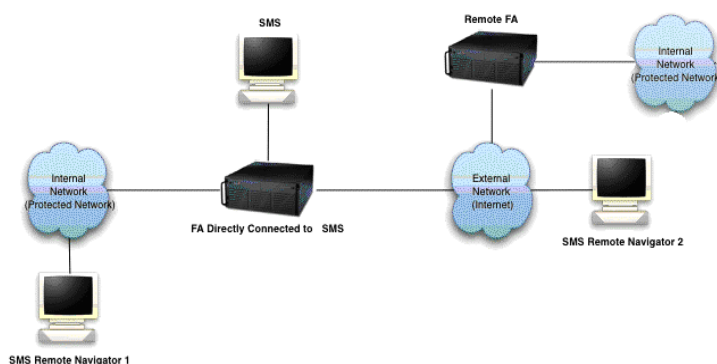 SMS
Remote FA
Internal
Network
(Protected Network)
Internal
Network
(Protected Network)
External
Network
(Internet)
FA Directly Connected to SMS
SMS Remote Navigator 2
SMS Remote Navigator 1